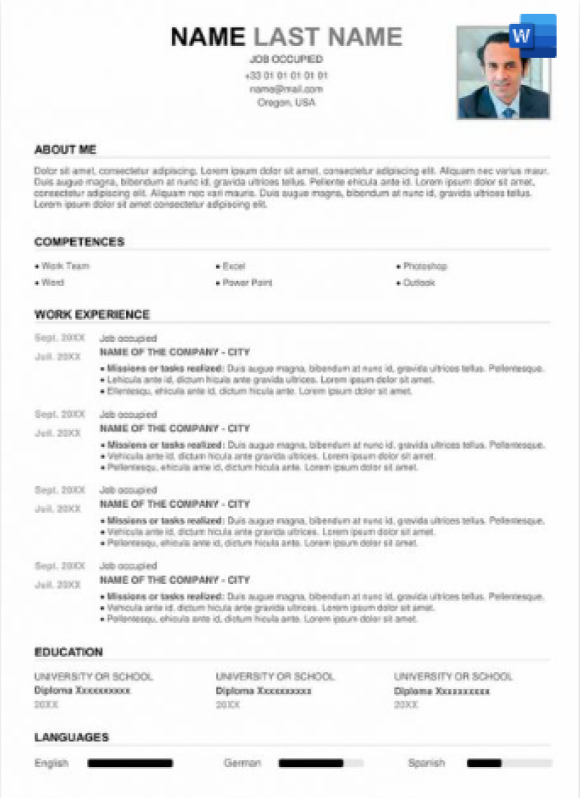 NAME LAST NAME
W
JOB OCCUPIED
+33 01 01 01 01 01
name@mail.com
Oregon, USA
ABOUT ME
Dolor sit amet, consectetur adipiscing. Lorem ipsum dolor sit amet, consectetur adipiscing elit. Aliquam nec varius maur.
Duis augue magna, bibendum at nunc id, gravida ultrices tellus. Pellente ehicula ante id. Lorem ipsum dolor sit amet,
consectetur adipiscing elit. Aliquam nec vari mauris. Duis augue magna, bibendum at nunc id, gravida ultrices tellus.
Lorem ipsum dolor sit amet consectetur adipiscing elit.
COMPETENCES
• Work Team • Excel • Photoshop
• Word • Power Point • Outlook
WORK EXPERIENCE
Sept. 20XX Job occupied
Juil. 20XX NAME OF THE COMPANY - CITY
• Missions or tasks realized: Duis augue magna, bibendum at nunc id, gravida ultrices tellus. Pellentesque.
• Lehicula ante id, dictum hicula ante gravida ultrices. Lorem ipsum dolor sit amet.
• Ellentesqu, ehicula ante id, dictum hicula ante. Lorem ipsum dolor sit amet.
Sept. 20XX Job occupied
Juil. 20XX NAME OF THE COMPANY - CITY
• Missions or tasks realized: Duis augue magna, bibendum at nunc id, gravida ultrices tellus. Pellentesque.
• Vehicula ante id, dictum hicula ante gravida ultrices. Lorem ipsum dolor sit amet.
• Pellentesqu, ehicula ante id, dictum hicula ante. Lorem ipsum dolor sit amet.
Sept. 20XX Job occupied
Juil. 20XX NAME OF THE COMPANY - CITY
• Missions or tasks realized: Duis augue magna, bibendum at nunc id, gravida ultrices tellus. Pellentesque.
• Vehicula ante id, dictum hicula ante gravida ultrices. Lorem ipsum dolor sit amet.
• Pellentesqu, ehicula ante id, dictum hicula ante. Lorem ipsum dolor sit amet.
Sept. 20XX Job occupied
Juil. 20XX NAME OF THE COMPANY - CITY
• Missions or tasks realized: Duis augue magna, bibendum at nunc id, gravida ultrices tellus. Pellentesque.
• Vehicula ante id, dictum hicula ante gravida ultrices. Lorem ipsum dolor sit amet.
• Pellentesqu, ehicula ante id, dictum hicula ante. Lorem ipsum dolor sit amet.
EDUCATION
UNIVERSITY OR SCHOOL UNIVERSITY OR SCHOOL UNIVERSITY OR SCHOOL
Diploma Xxxxxxxxxx Diploma Xxxxxxxxxx Diploma Xxxxxxxxxx
20XX 20XX 20XX
LANGUAGES
English German Spanish